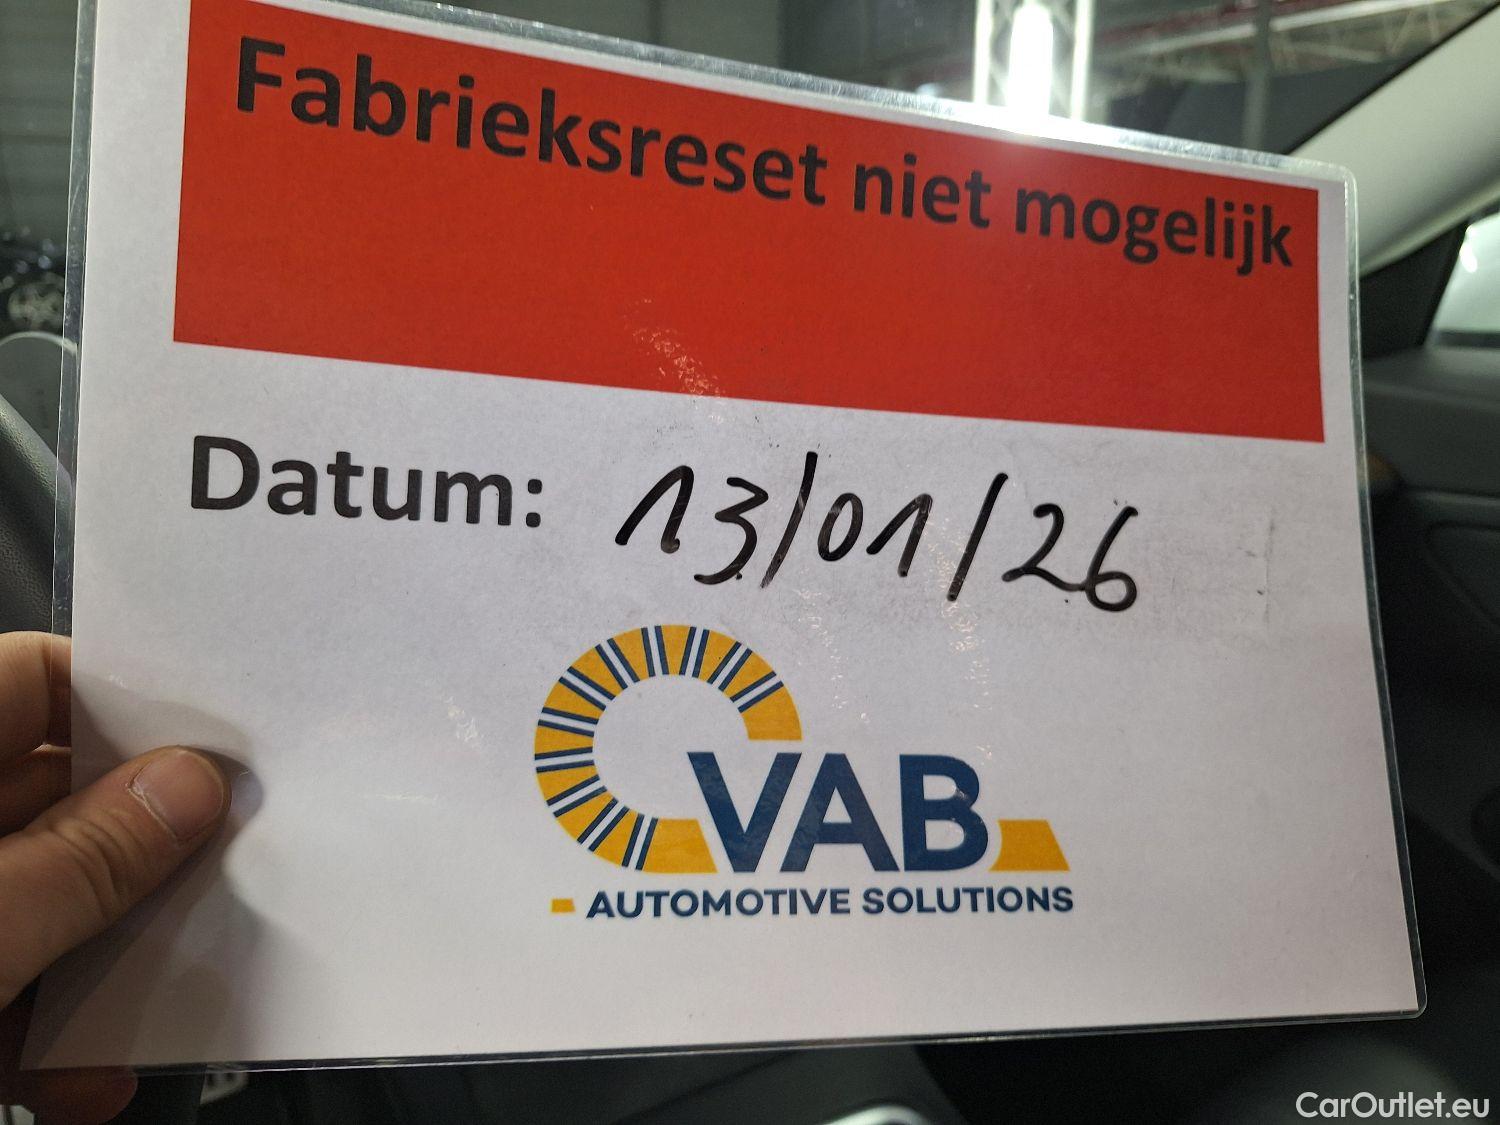 Fabrieksreset niet mogelijk
Datum: 13/01/26
VAB
AUTOMOTIVE SOLUTIONS
CarOutlet.eu